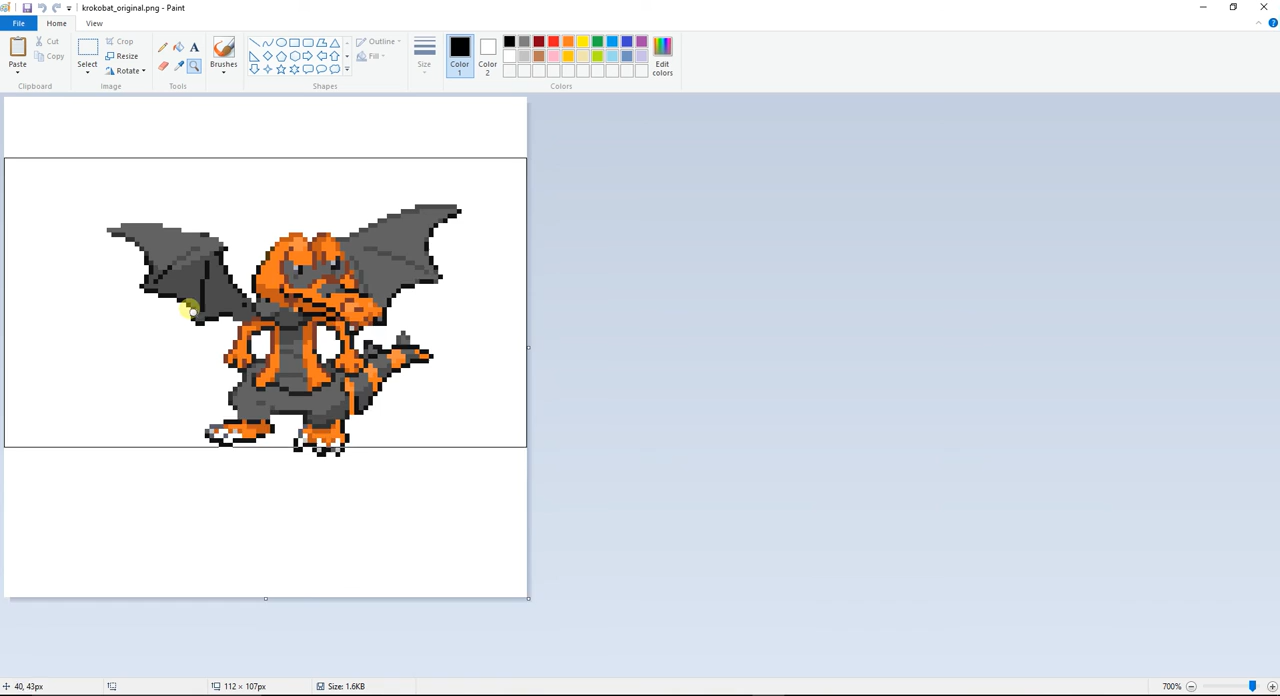 krokobat_original.png - Paint
File Home View
Paste Cut Copy Clipboard
Select Crop Resize Rotate Image
Tools
Brushes
Outline Fill Shapes
Size
Color 1
Color 2
Edit colors
Colors
40, 43px 112 × 107px Size: 1.6KB 700%